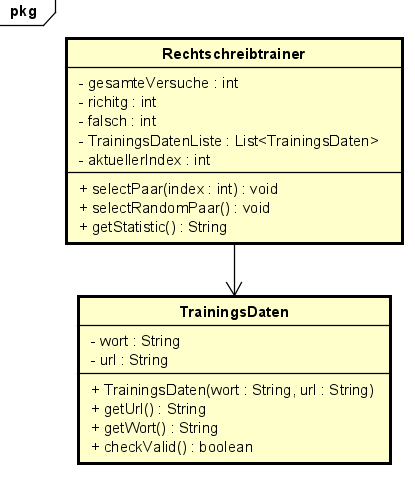 pkg
Rechtschreibtrainer
- gesamteVersuche : int
- richitg : int
- falsch : int
- TrainingsDatenListe : List<TrainingsDaten>
- aktuellerIndex : int
+ selectPaar(index : int) : void
+ selectRandomPaar() : void
+ getStatistic() : String
TrainingsDaten
- wort : String
- url : String
+ TrainingsDaten(wort : String, url : String)
+ getUrl() : String
+ getWort() : String
+ checkValid() : boolean